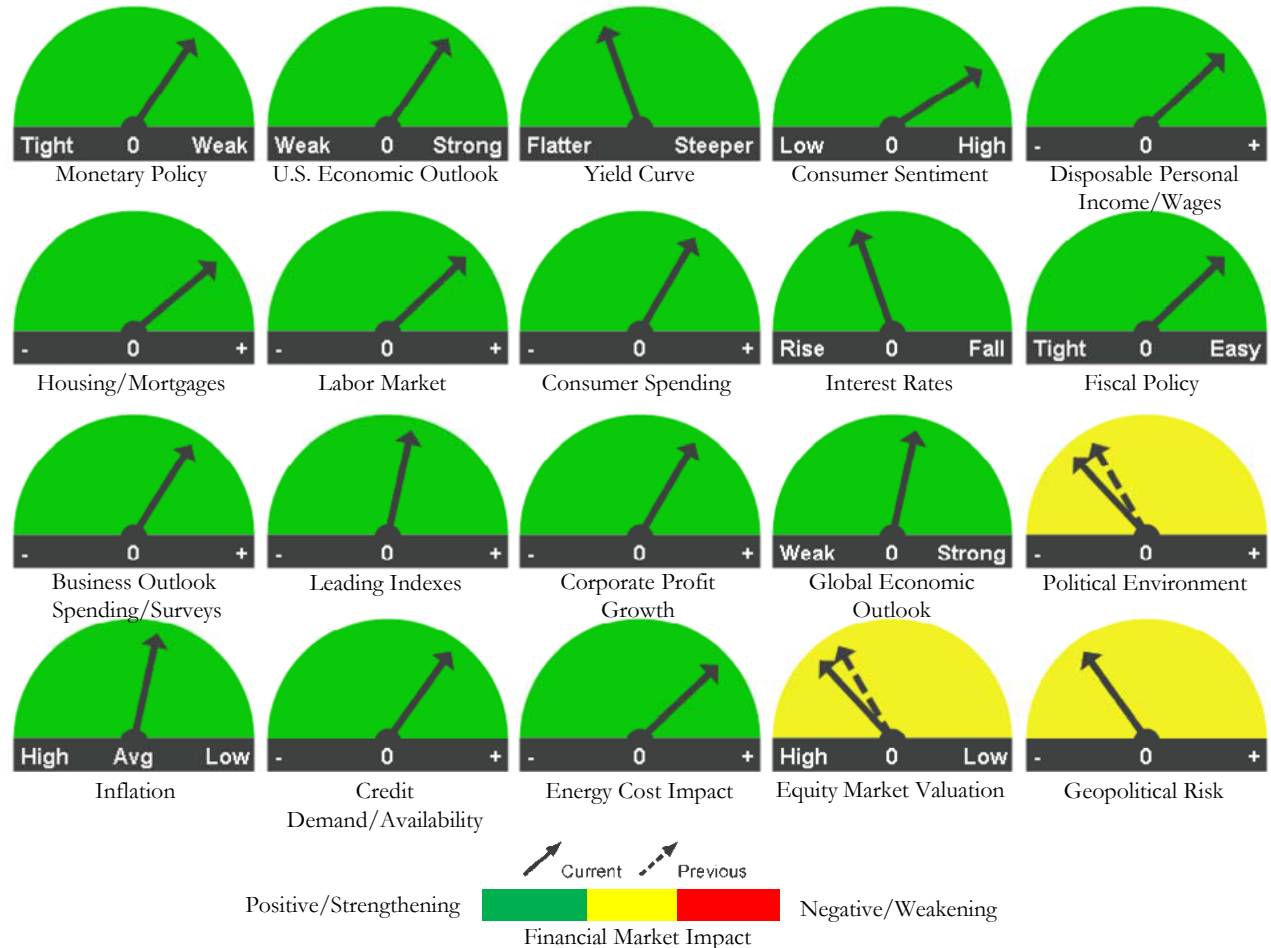 Tight 0 Weak
Monetary Policy
Weak 0 Strong
U.S. Economic Outlook
Flatter Steeper
Yield Curve
Low 0 High
Consumer Sentiment
- 0 +
Disposable Personal
Income/Wages
- 0 +
Housing/Mortgages
- 0 +
Labor Market
- 0 +
Consumer Spending
Rise 0 Fall
Interest Rates
Tight 0 Easy
Fiscal Policy
- 0 +
Business Outlook
Spending/Surveys
- 0 +
Leading Indexes
- 0 +
Corporate Profit
Growth
Weak 0 Strong
Global Economic
Outlook
- 0 +
Political Environment
High Avg Low
Inflation
- 0 +
Credit
Demand/Availability
- 0 +
Energy Cost Impact
High 0 Low
Equity Market Valuation
- 0 +
Geopolitical Risk
Current Previous
Positive/Strengthening Negative/Weakening
Financial Market Impact